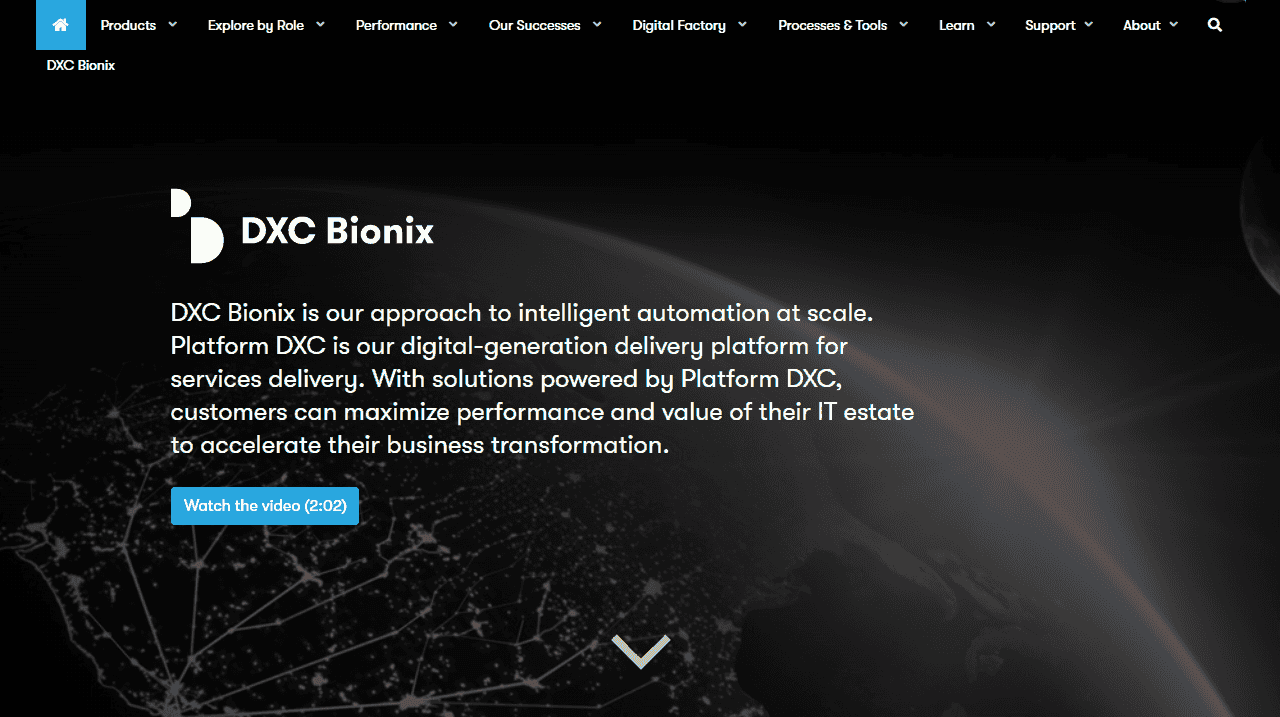 Products
Explore by Role
Performance
Our Successes
Digital Factory
Processes & Tools
Learn
Support
About
DXC Bionix
DXC Bionix
DXC Bionix is our approach to intelligent automation at scale.
Platform DXC is our digital-generation delivery platform for
services delivery. With solutions powered by Platform DXC,
customers can maximize performance and value of their IT estate
to accelerate their business transformation.
Watch the video (2:02)